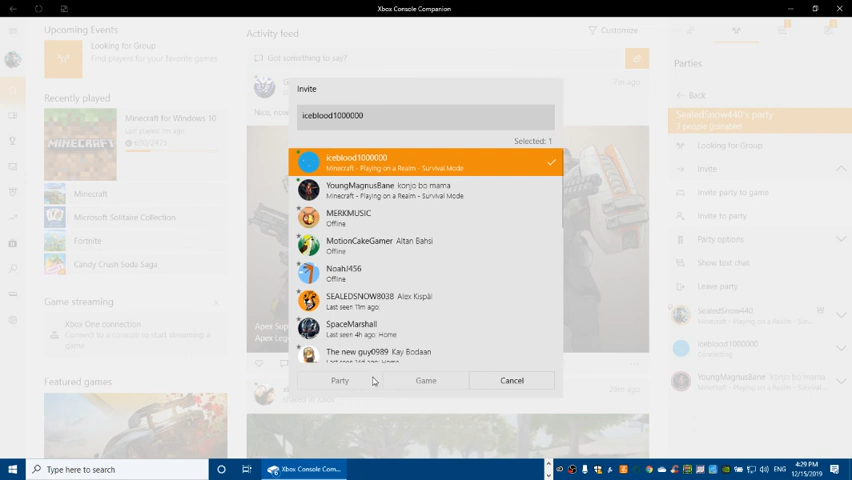 Xbox Console Companion
Upcoming Events
Looking for Group
Find players for your favorite games
Recently played
Minecraft for Windows 10
Minecraft
Microsoft Solitaire Collection
Fortnite
Candy Crush Soda Saga
Game streaming
Xbox One connection
Connect to a console to start streaming a
game.
Featured games
Activity feed
Customize
Got something to say?
Invite
iceblood1000000
Selected: 1
iceblood1000000
Minecraft - Playing on a Realm - Survival Mode
YoungMagnusBane konjo bo mama
Minecraft - Playing on a Realm - Survival Mode
MERKMUSIC
Offline
MotionCakeGamer Altan Bahsi
Offline
NoahJ456
Offline
SEALEDSNOW8038 Alex Kispál
Last seen 11m ago:
SpaceMarshall
Last seen 4h ago: Home
The new guy0989 Kay Bodaan
Party
Game
Cancel
Parties
Back
SealedSnow440's party
Looking for Group
Invite
Invite party to game
Invite to party
Party options
Show text chat
Leave party
SealedSnow440
iceblood1000000
Connecting
YoungMagnusBane konjo bo mama
Type here to search
Xbox Console Com...
ENG
4:29 PM
12/15/2019